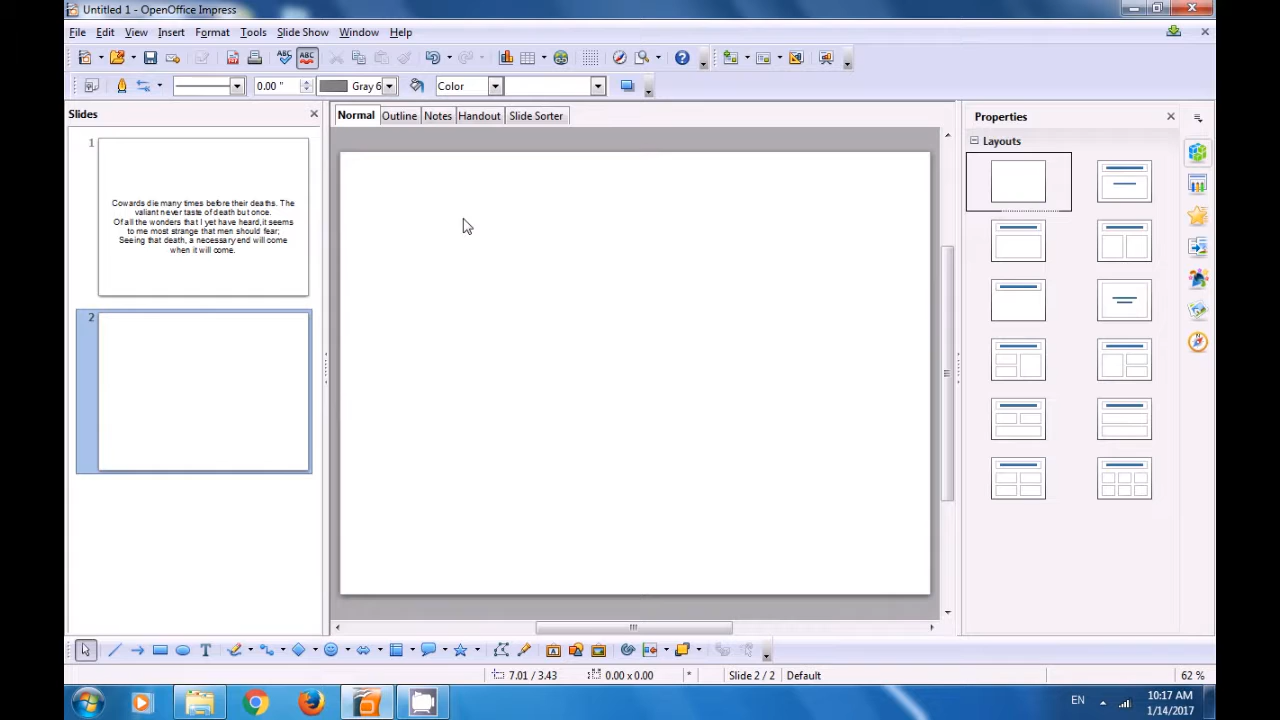 Untitled 1 - OpenOffice Impress
File Edit View Insert Format Tools Slide Show Window Help
0.00 " Gray 6 Color
Slides
Normal Outline Notes Handout Slide Sorter
Properties
Layouts
1
Cowards die many times before their deaths. The
valiant never taste of death but once.
Of all the wonders that I yet have heard,it seems
to me most strange that men should fear;
Seeing that death, a necessary end will come
when it will come.
2
7.01 / 3.43 0.00 x 0.00 * Slide 2 / 2 Default 62 %
EN 10:17 AM
1/14/2017